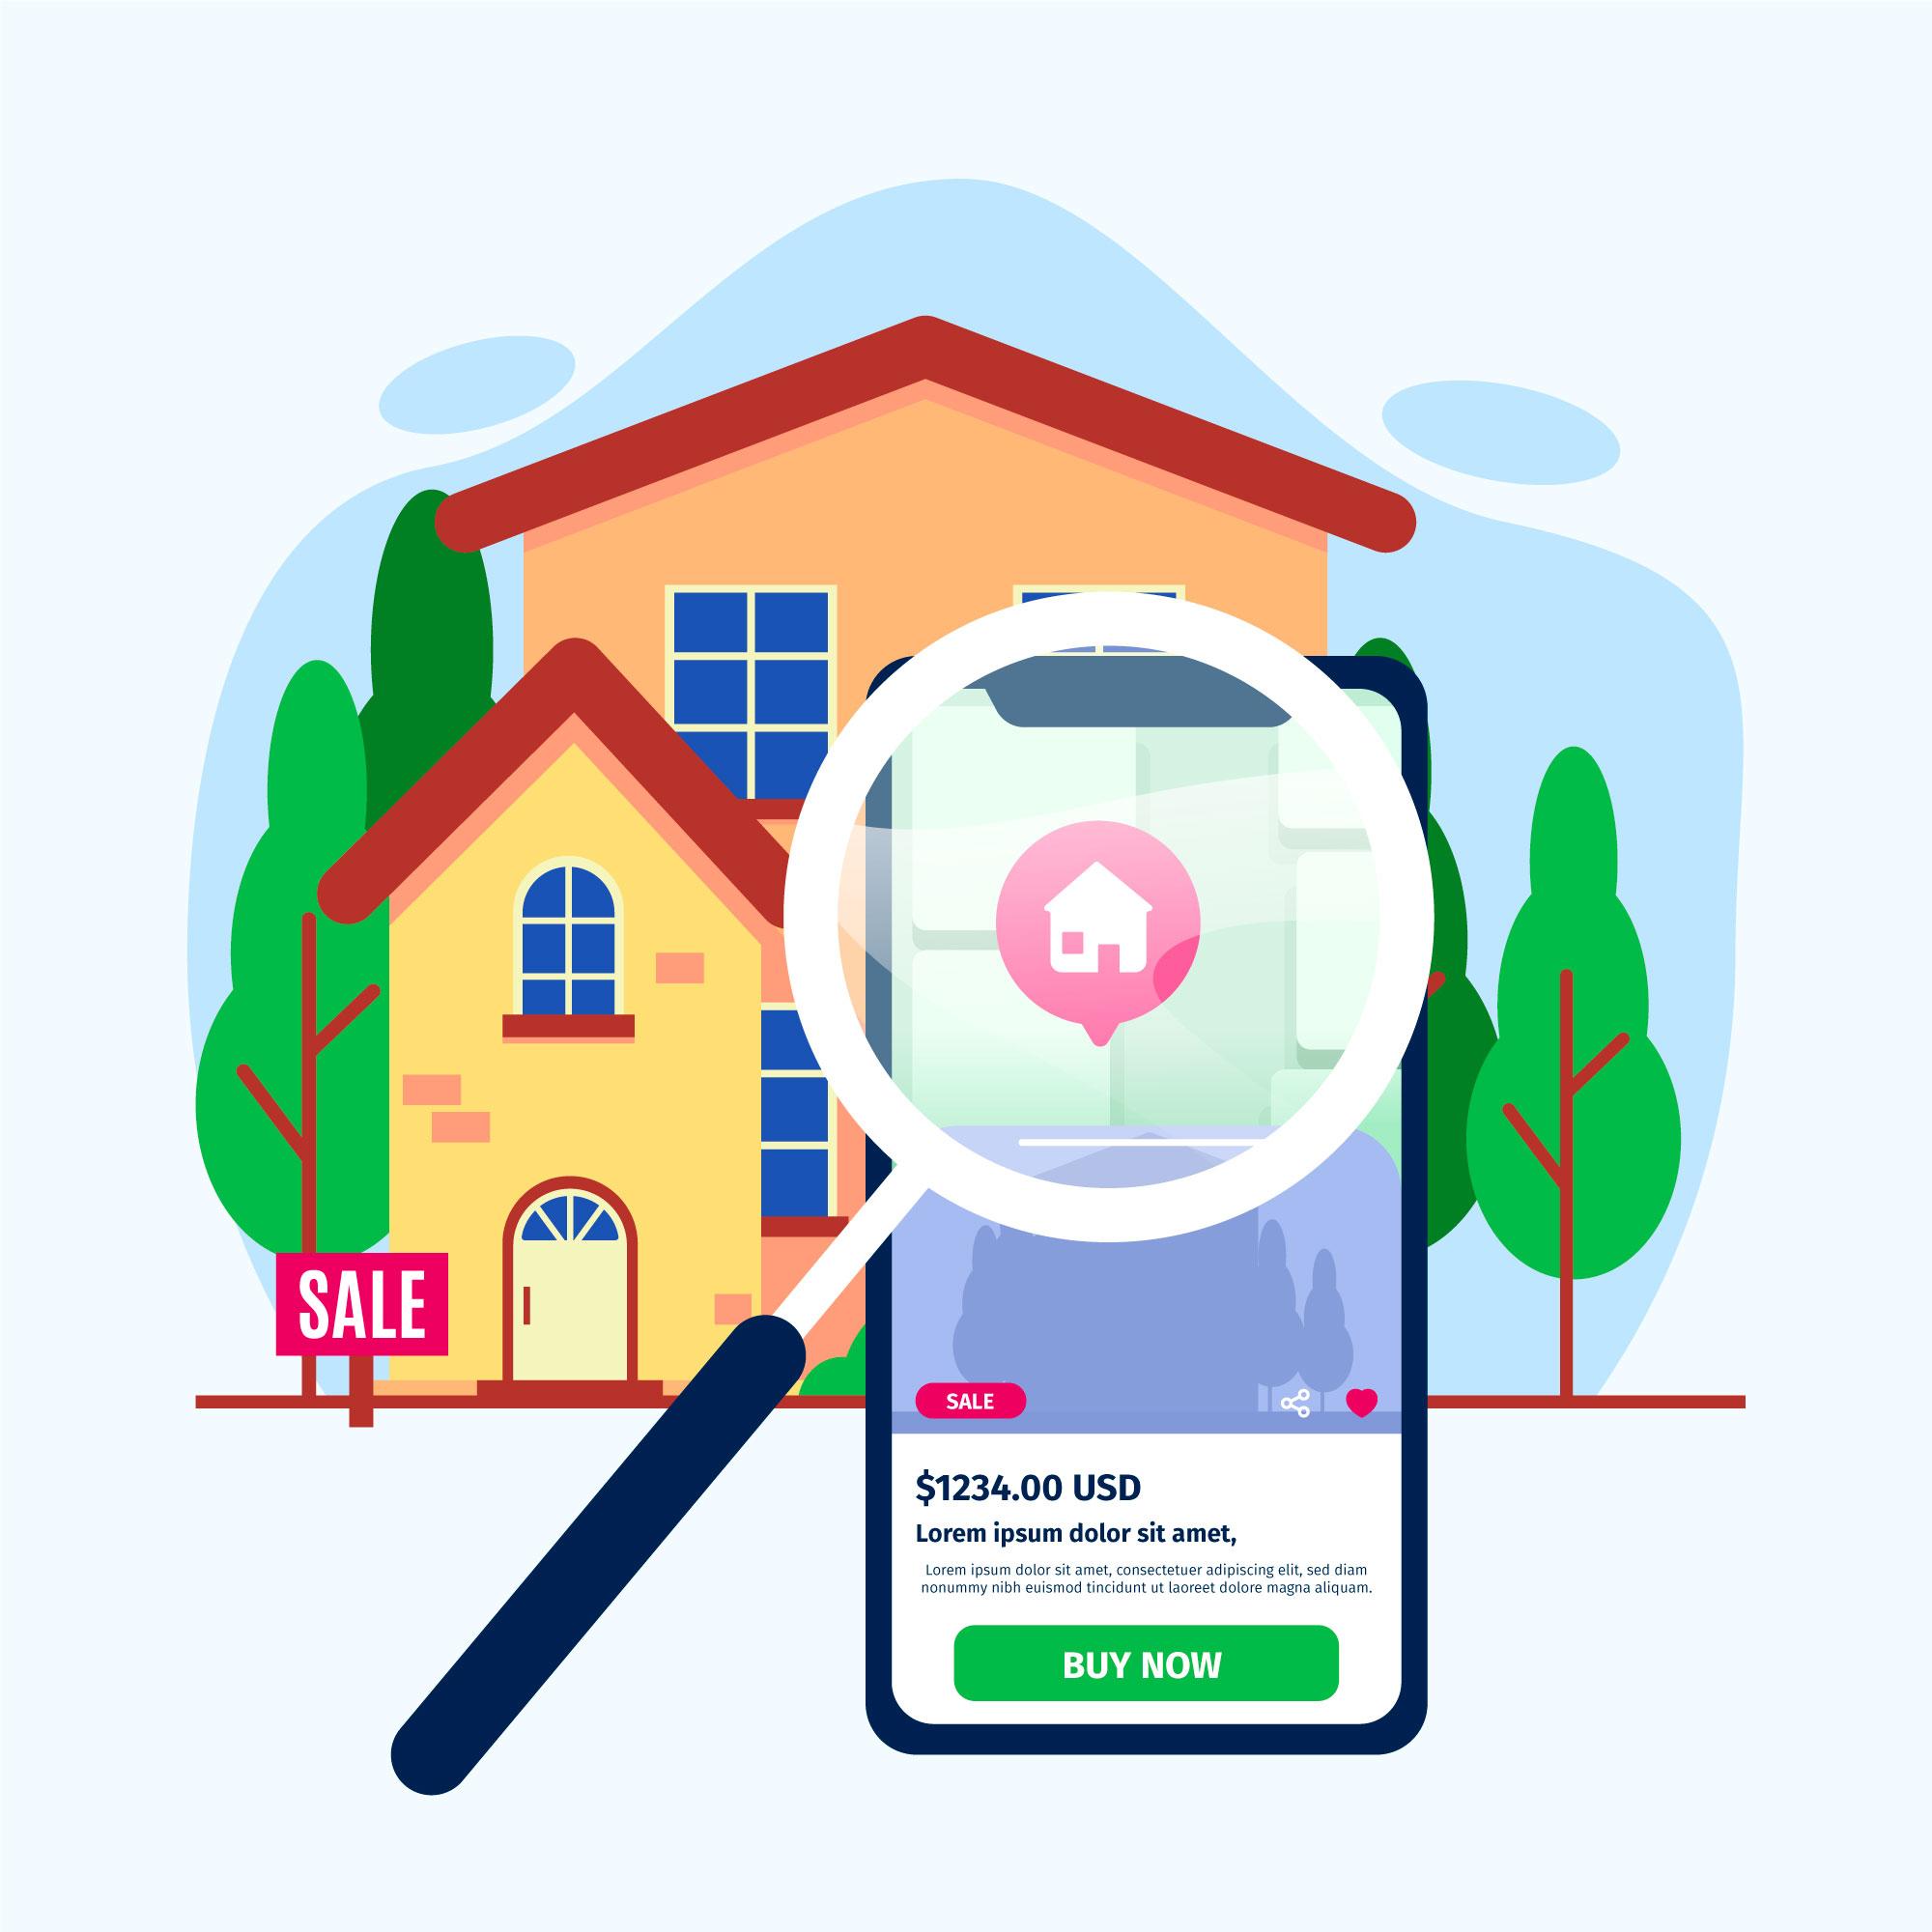 SALE
SALE
$1234.00 USD
Lorem ipsum dolor sit amet,
Lorem ipsum dolor sit amet, consectetuer adipiscing elit, sed diam
nonummy nibh euismod tincidunt ut laoreet dolore magna aliquam.
BUY NOW